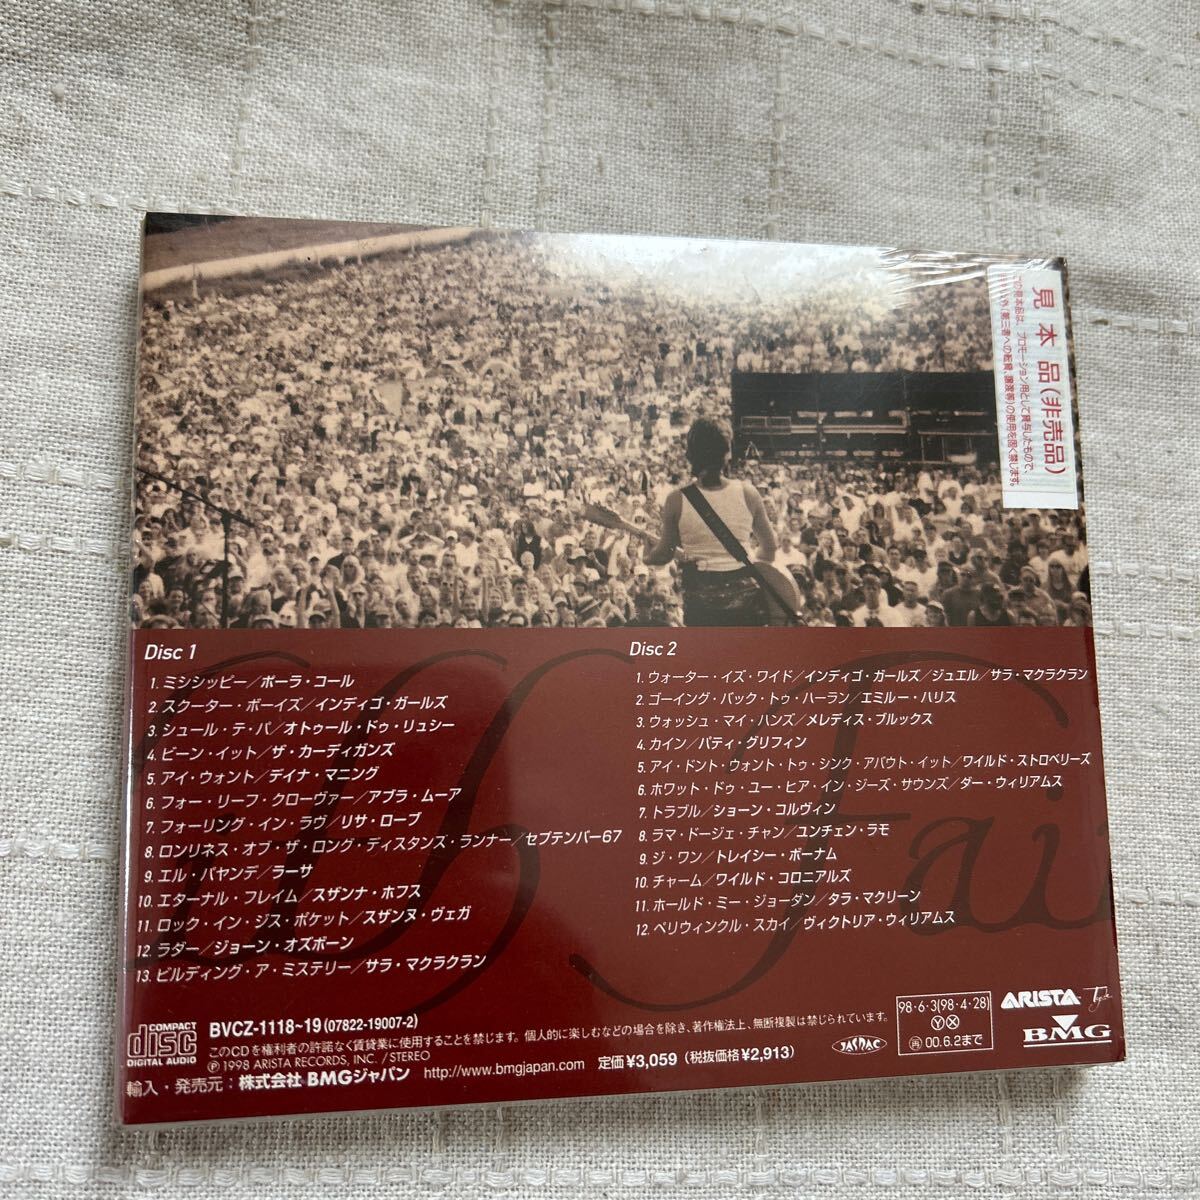 見本品(非売品)
この見本品は、プロモーション用として貸与したもので、
Disc 1
1. ミシシッピー/ポーラ・コール
2. スクーター・ボーイズ/インディゴ・ガールズ
3. シュール・テ・パ/オトゥール・ドゥ・リュシー
4. ビーン・イット/ザ・カーディガンズ
5. アイ・ウォント/デイナ・マニング
6. フォー・リーフ・クローヴァー/アブラ・ムーア
7. フォーリング・イン・ラヴ/リサ・ローブ
8. ロンリネス・オブ・ザ・ロング・ディスタンス・ランナー/セプテンバー67
9. エル・パヤンデ/ラーサ
10. エターナル・フレイム/スザンナ・ホフス
11. ロック・イン・ジス・ポケット/スザンヌ・ヴェガ
12. ラダー/ジョーン・オズボーン
13. ビルディング・ア・ミステリー/サラ・マクラクラン
Disc 2
1. ウォーター・イズ・ワイド/インディゴ・ガールズ/ジュエル/サラ・マクラクラン
2. ゴーイング・バック・トゥ・ハーラン/エミルー・ハリス
3. ウォッシュ・マイ・ハンズ/メレディス・ブルックス
4. カイン/パティ・グリフィン
5. アイ・ドント・ウォント・トゥ・シンク・アバウト・イット/ワイルド・ストロベリーズ
6. ホワット・ドゥ・ユー・ヒア・イン・ジーズ・サウンズ/ダー・ウィリアムス
7. トラブル/ショーン・コルヴィン
8. ラマ・ドージェ・チャン/ユンチェン・ラモ
9. ジ・ワン/トレイシー・ボーナム
10. チャーム/ワイルド・コロニアルズ
11. ホールド・ミー・ジョーダン/タラ・マクリーン
12. ペリウィンクル・スカイ/ヴィクトリア・ウィリアムス
lith Fair
COMPACT
disc
DIGITAL AUDIO
BVCZ-1118~19 (07822-19007-2)
このCDを権利者の許諾なく賃貸業に使用することを禁じます。個人的に楽しむなどの場合を除き、著作権法上、無断複製は禁じられています。
Ⓟ 1998 ARISTA RECORDS, INC. / STEREO
輸入・発売元:株式会社 BMGジャパン http://www.bmgjapan.com 定価¥3,059 (税抜価格¥2,913)
JASRAC
98・6・3(98・4・28)
Ⓨ Ⓧ
再 00.6.2まで
ARISTA
BMG